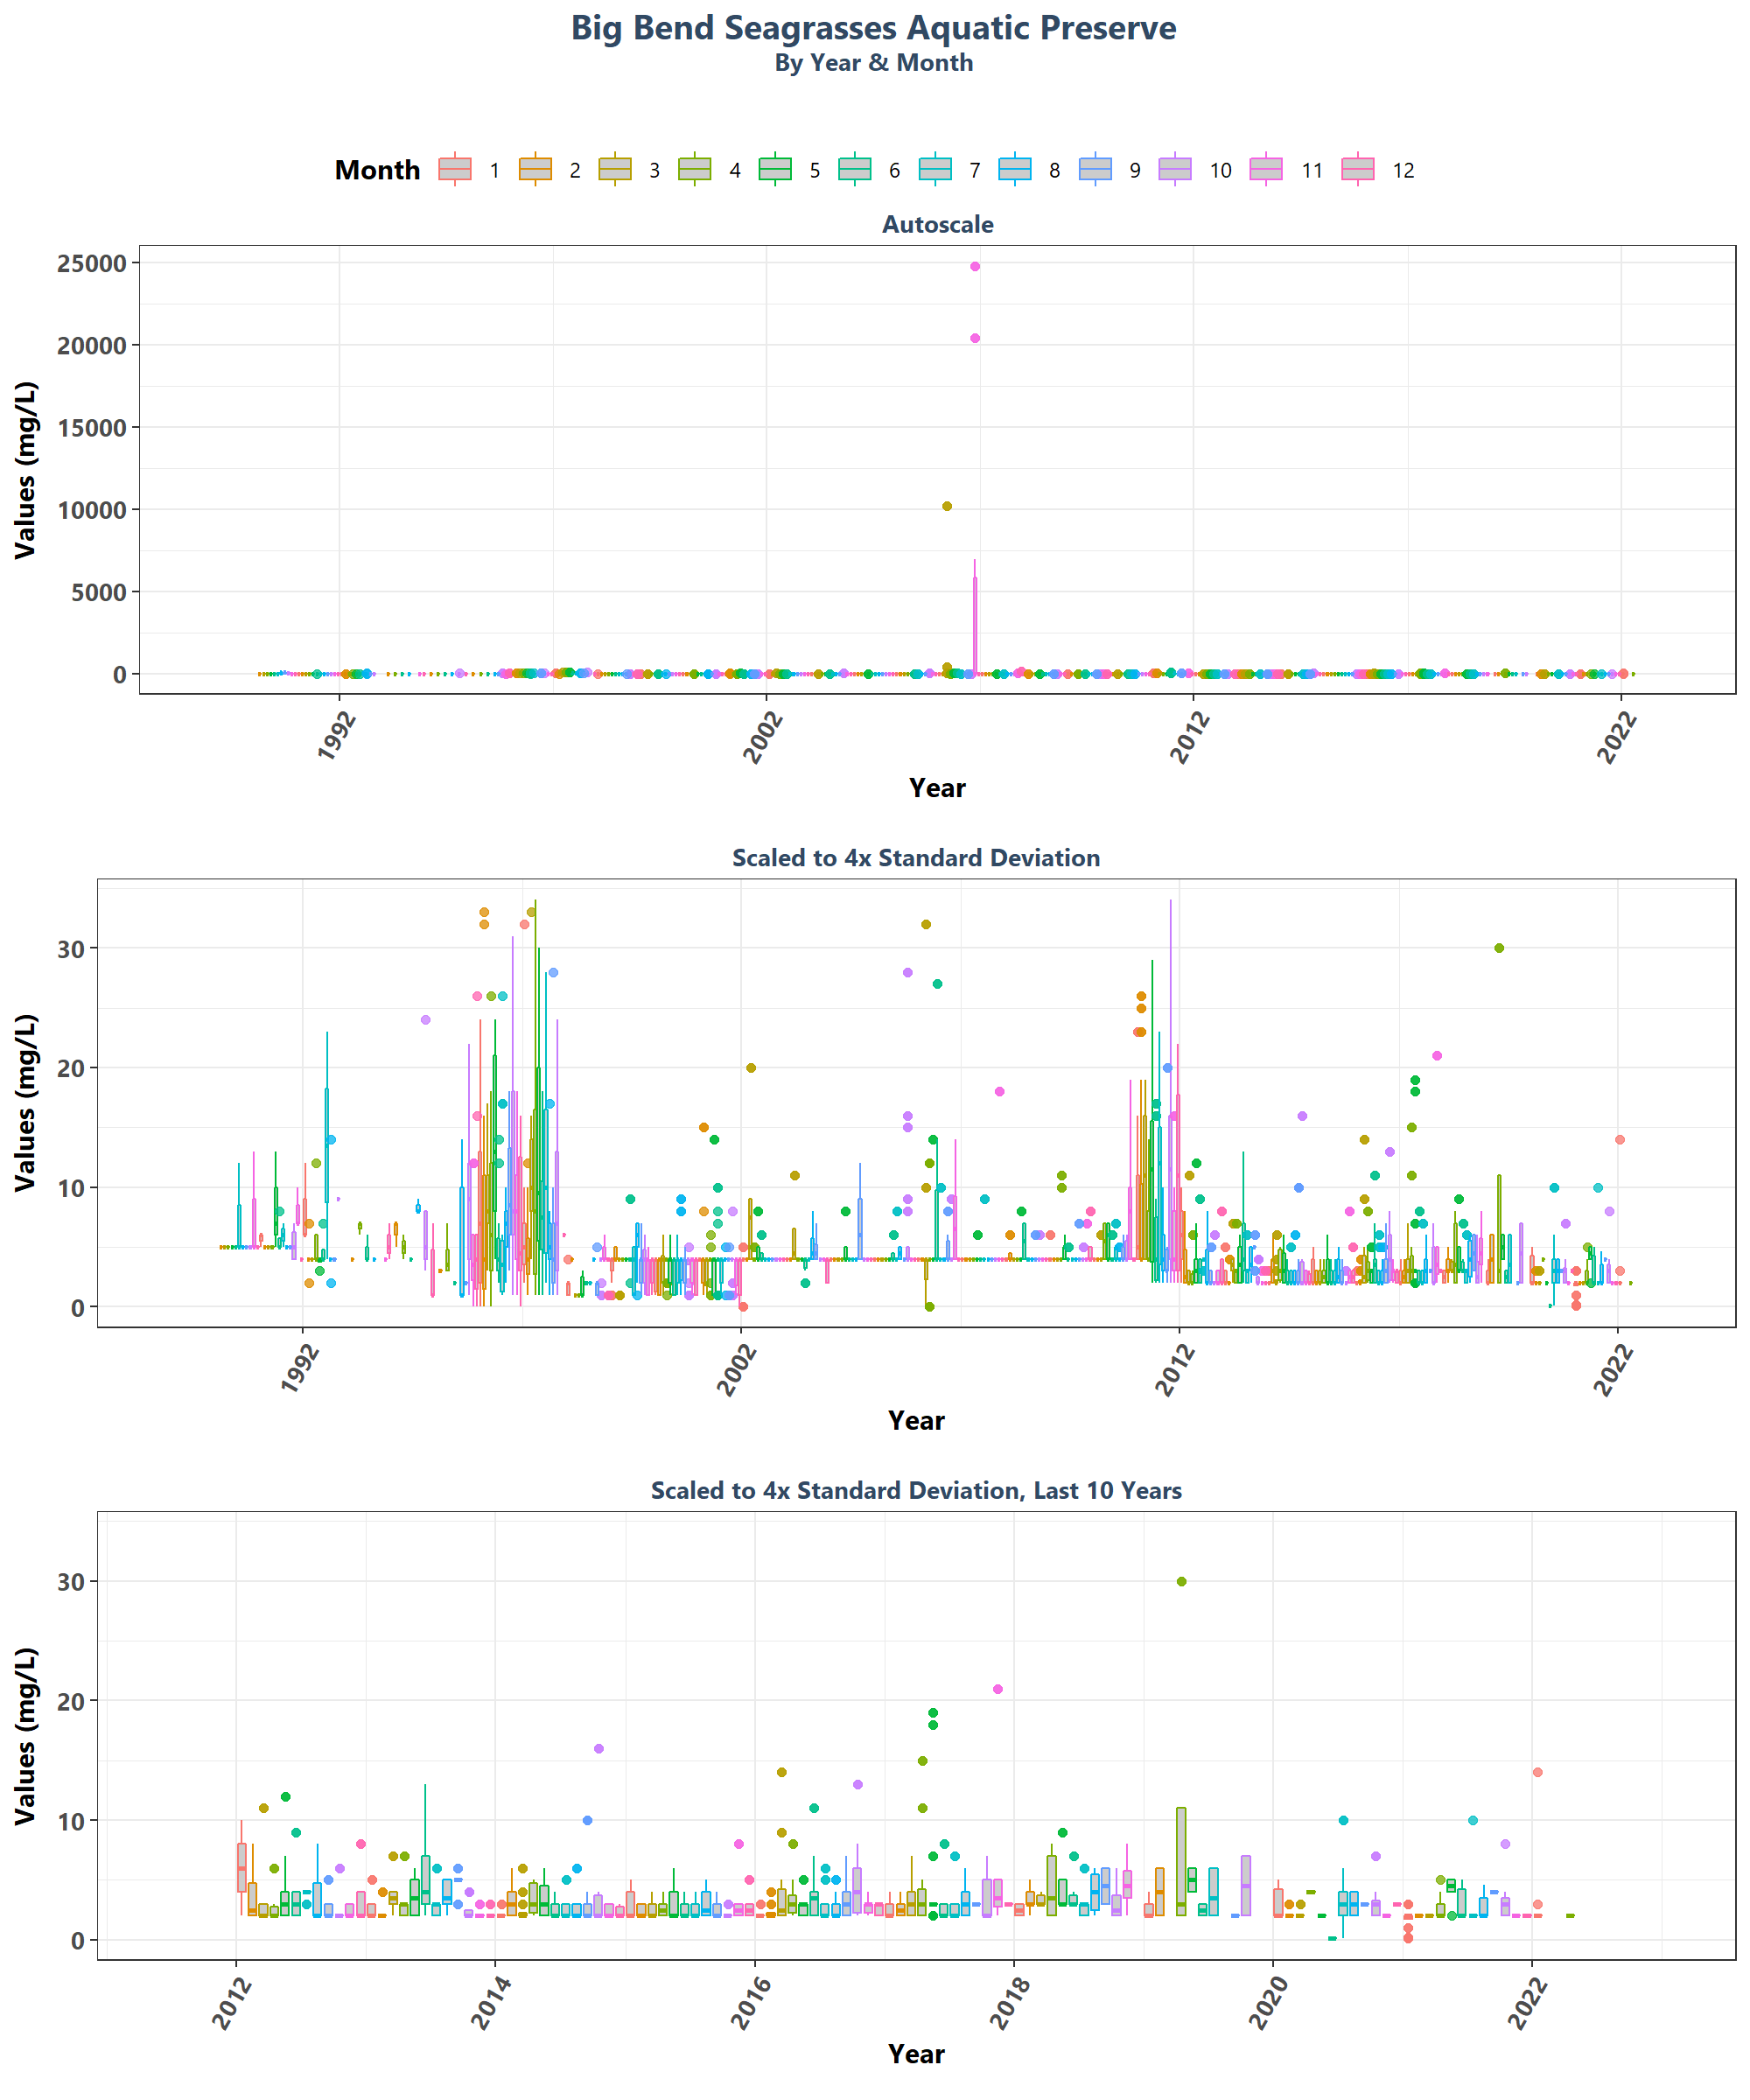 Big Bend Seagrasses Aquatic Preserve
By Year & Month
Month 1 2 3 4 5 6 7 8 9 10 11 12
Autoscale
Values (mg/L)
25000
20000
15000
10000
5000
0
1992 2002 2012 2022
Year
Scaled to 4x Standard Deviation
Values (mg/L)
30
20
10
0
1992 2002 2012 2022
Year
Scaled to 4x Standard Deviation, Last 10 Years
Values (mg/L)
30
20
10
0
2012 2014 2016 2018 2020 2022
Year